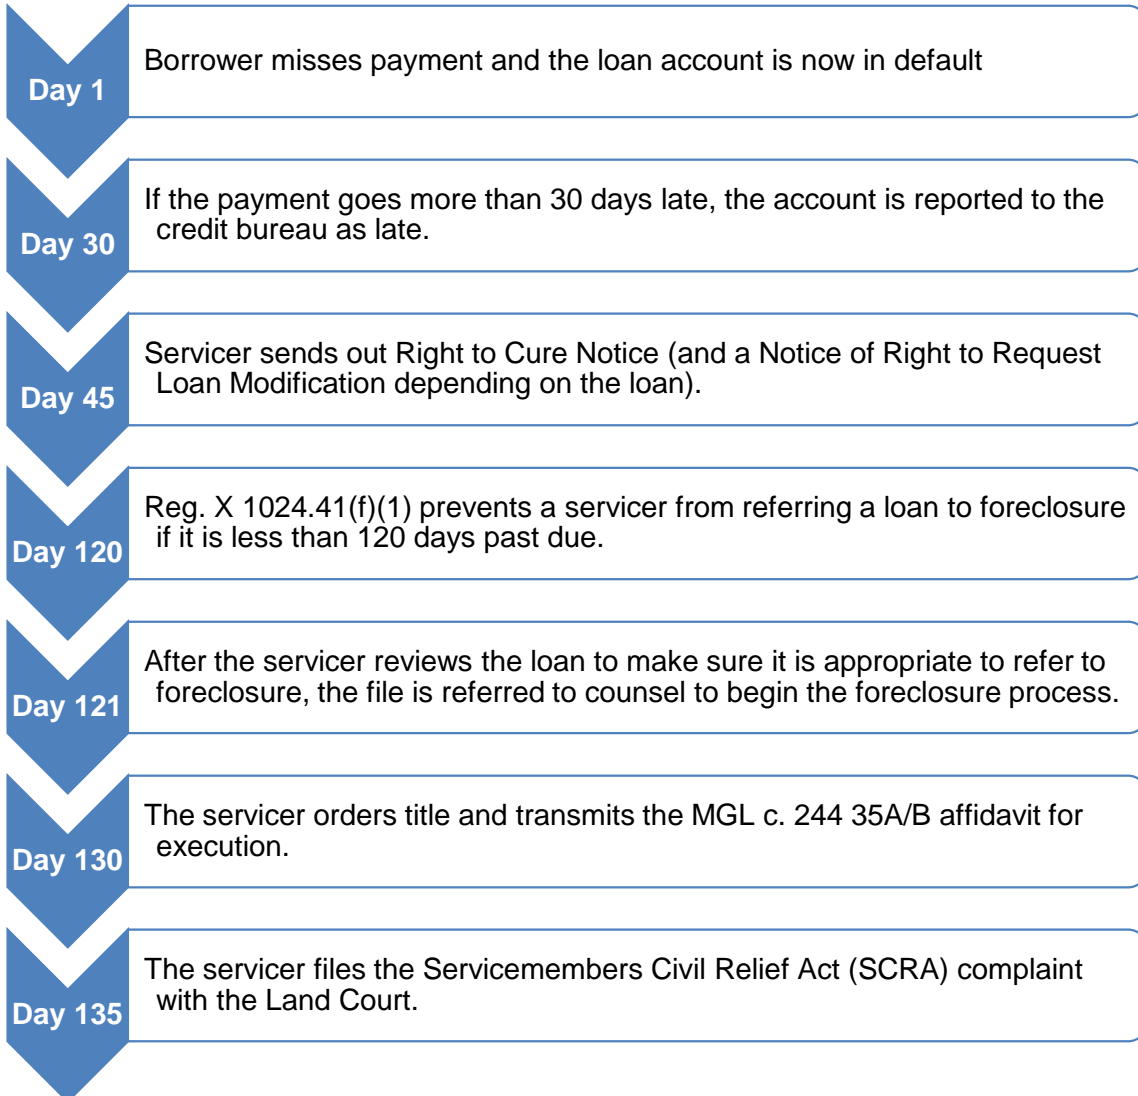 Day 1
Borrower misses payment and the loan account is now in default
Day 30
If the payment goes more than 30 days late, the account is reported to the
credit bureau as late.
Day 45
Servicer sends out Right to Cure Notice (and a Notice of Right to Request
Loan Modification depending on the loan).
Day 120
Reg. X 1024.41(f)(1) prevents a servicer from referring a loan to foreclosure
if it is less than 120 days past due.
Day 121
After the servicer reviews the loan to make sure it is appropriate to refer to
foreclosure, the file is referred to counsel to begin the foreclosure process.
Day 130
The servicer orders title and transmits the MGL c. 244 35A/B affidavit for
execution.
Day 135
The servicer files the Servicemembers Civil Relief Act (SCRA) complaint
with the Land Court.